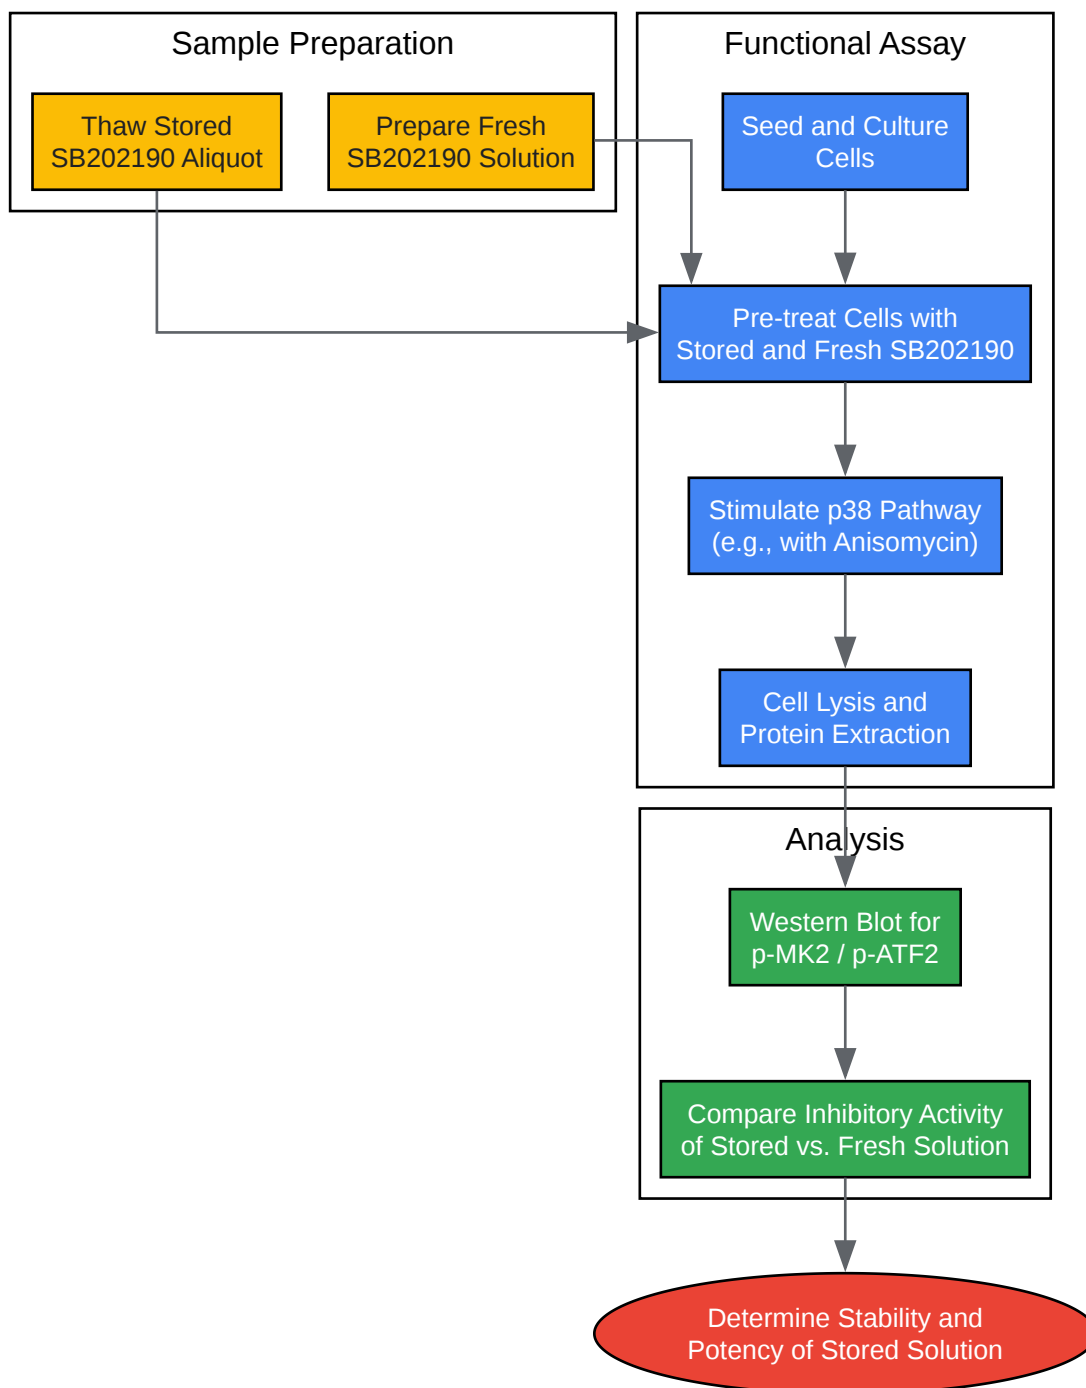 Sample Preparation
Thaw Stored
SB202190 Aliquot
Prepare Fresh
SB202190 Solution
Functional Assay
Seed and Culture
Cells
Pre-treat Cells with
Stored and Fresh SB202190
Stimulate p38 Pathway
(e.g., with Anisomycin)
Cell Lysis and
Protein Extraction
Analysis
Western Blot for
p-MK2 / p-ATF2
Compare Inhibitory Activity
of Stored vs. Fresh Solution
Determine Stability and
Potency of Stored Solution